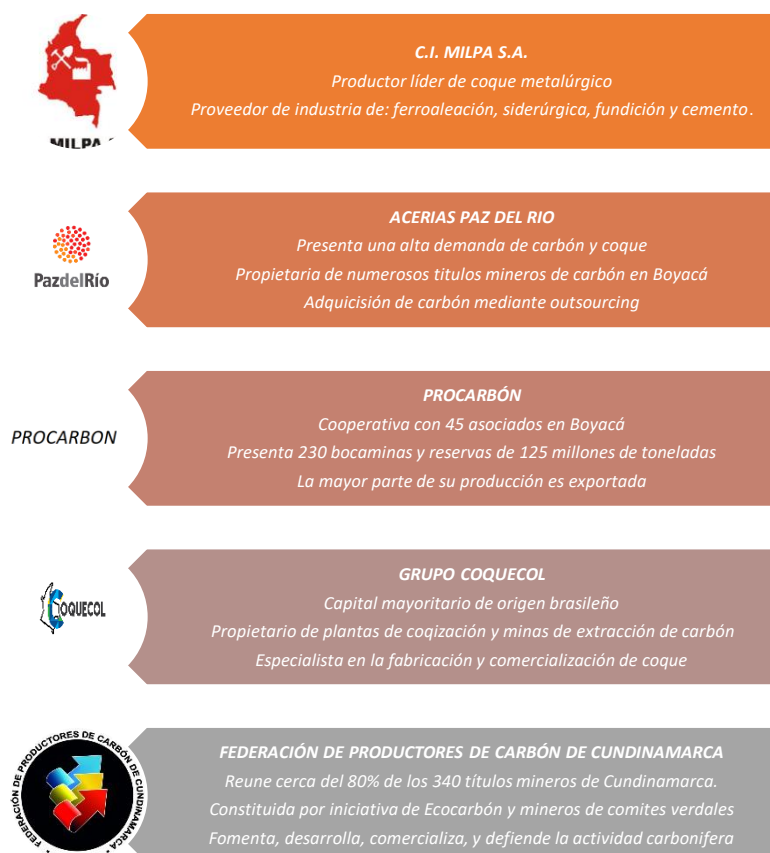 C.I. MILPA S.A.
Productor líder de coque metalúrgico
Proveedor de industria de: ferroaleación, siderúrgica, fundición y cemento.
MILPA
ACERIAS PAZ DEL RIO
Presenta una alta demanda de carbón y coque
PazdelRío
Propietaria de numerosos titulos mineros de carbón en Boyacá
Adquicisión de carbón mediante outsourcing
PROCARBÓN
Cooperativa con 45 asociados en Boyacá
PROCARBON
Presenta 230 bocaminas y reservas de 125 millones de toneladas
La mayor parte de su producción es exportada
GRUPO COQUECOL
Capital mayoritario de origen brasileño
COQUECOL
Propietario de plantas de coqización y minas de extracción de carbón
Especialista en la fabricación y comercialización de coque
FEDERACIÓN DE PRODUCTORES DE CARBÓN DE CUNDINAMARCA
FEDERACIÓN DE PRODUCTORES DE CARBÓN DE CUNDINAMARCA
Reune cerca del 80% de los 340 títulos mineros de Cundinamarca.
Constituida por iniciativa de Ecocarbón y mineros de comites verdales
Fomenta, desarrolla, comercializa, y defiende la actividad carbonifera